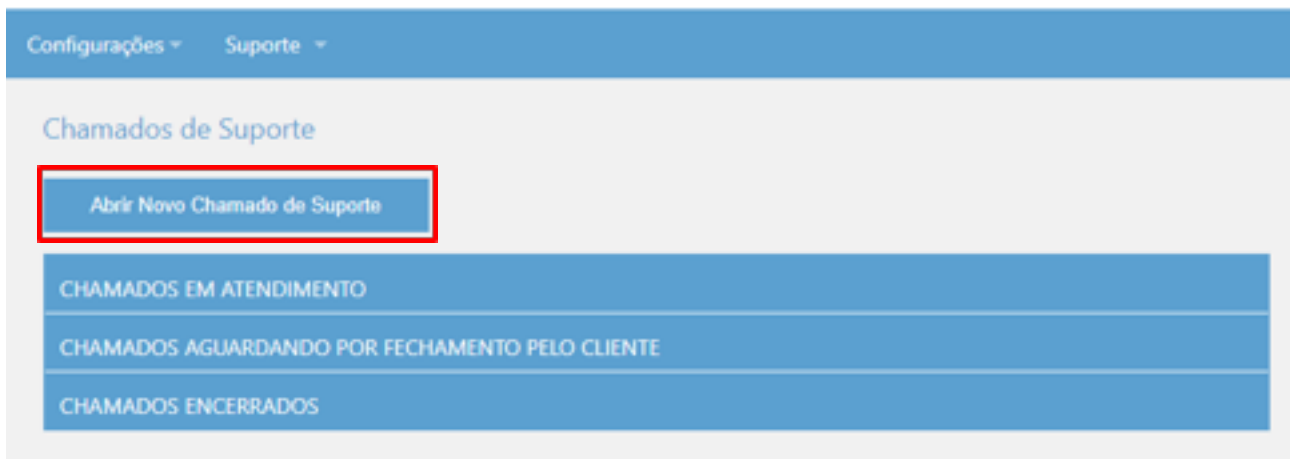 Configurações Suporte
Chamados de Suporte
Abrir Novo Chamado de Suporte
CHAMADOS EM ATENDIMENTO
CHAMADOS AGUARDANDO POR FECHAMENTO PELO CLIENTE
CHAMADOS ENCERRADOS